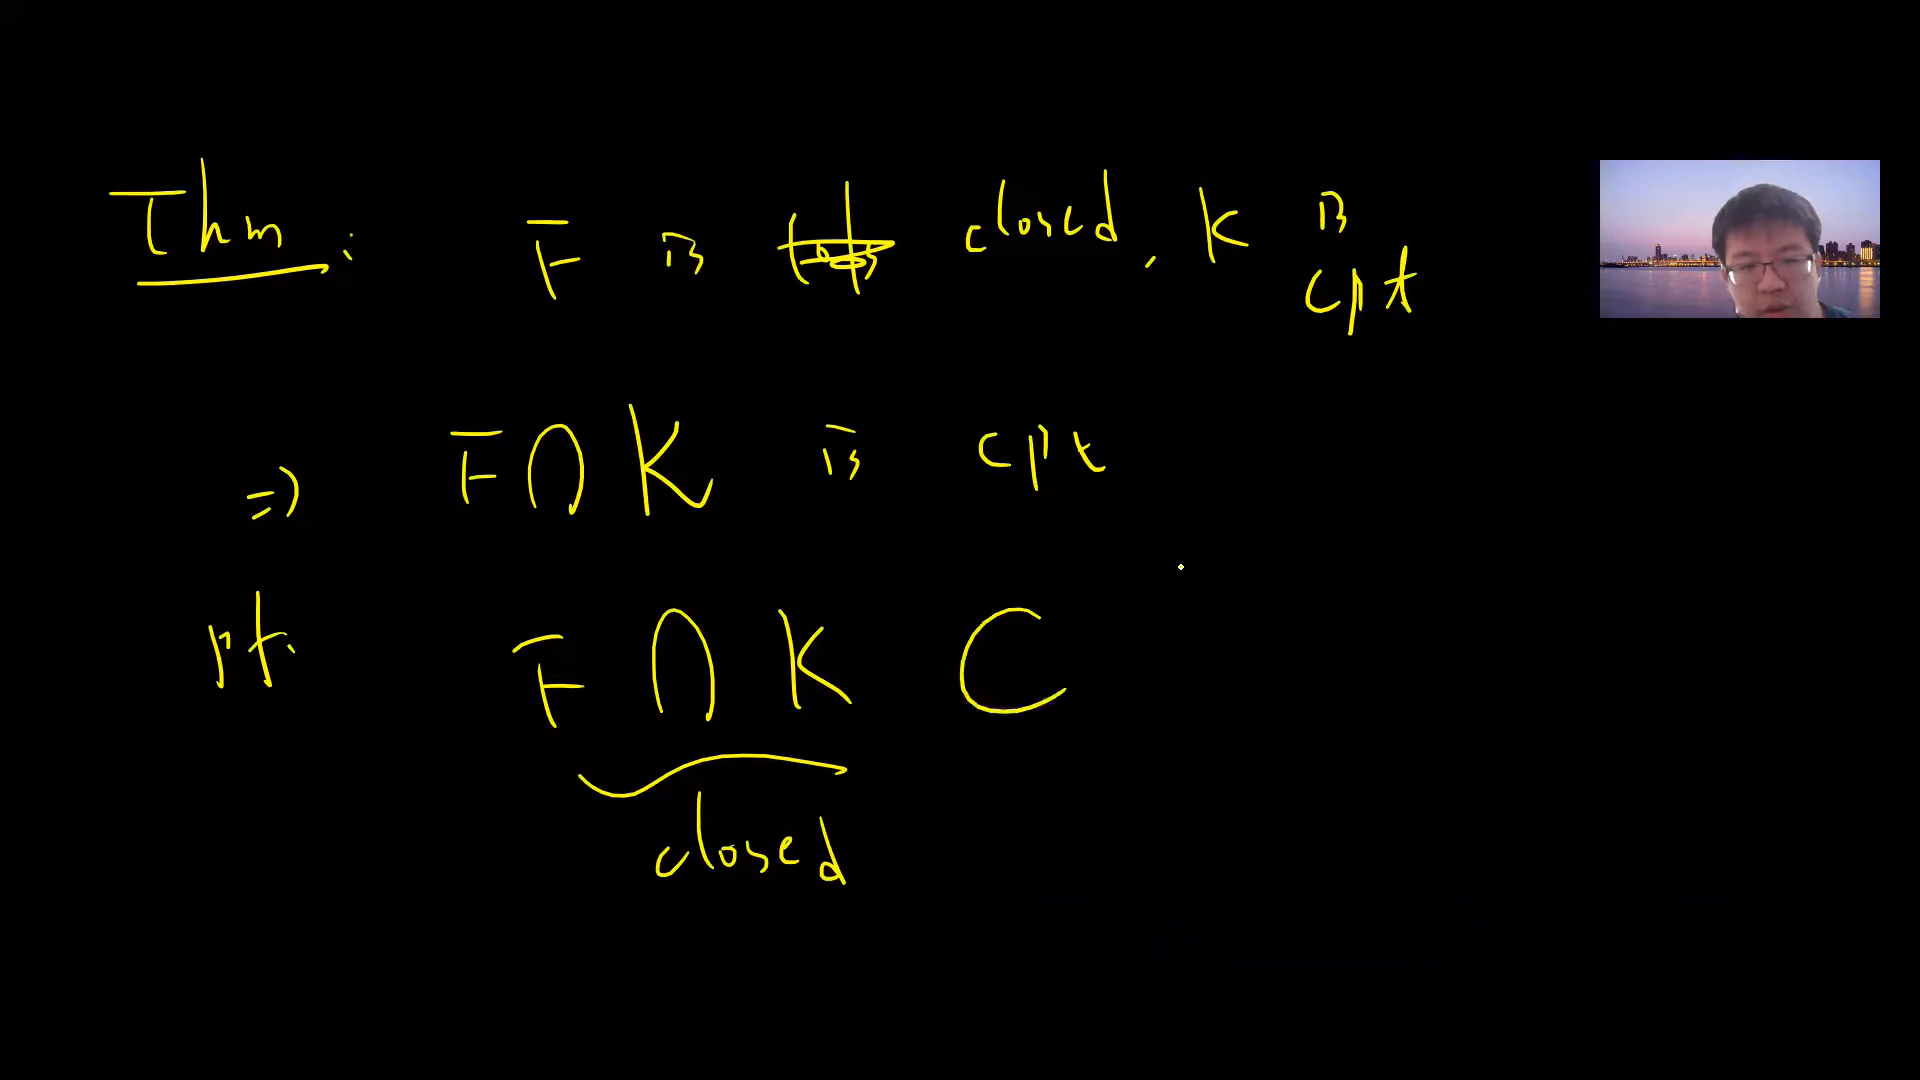 Thm: F is closed, K is cpt
⇒ F∩K is cpt
pf. F ∩ K ⊂
closed